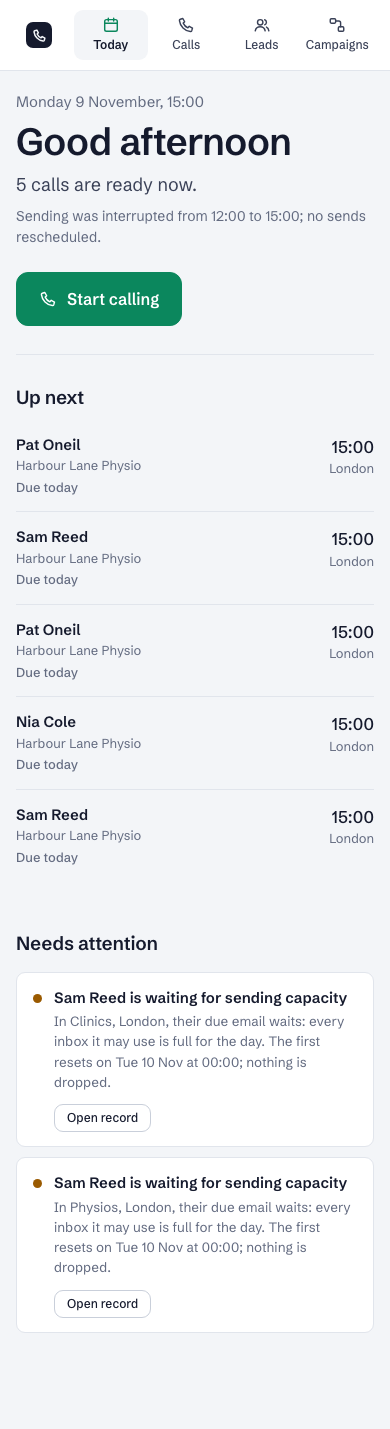 Today
Calls
Leads
Campaigns
Monday 9 November, 15:00
Good afternoon
5 calls are ready now.
Sending was interrupted from 12:00 to 15:00; no sends
rescheduled.
Start calling
Up next
Pat Oneil
15:00
Harbour Lane Physio
London
Due today
Sam Reed
15:00
Harbour Lane Physio
London
Due today
Pat Oneil
15:00
Harbour Lane Physio
London
Due today
Nia Cole
15:00
Harbour Lane Physio
London
Due today
Sam Reed
15:00
Harbour Lane Physio
London
Due today
Needs attention
Sam Reed is waiting for sending capacity
In Clinics, London, their due email waits: every
inbox it may use is full for the day. The first
resets on Tue 10 Nov at 00:00; nothing is
dropped.
Open record
Sam Reed is waiting for sending capacity
In Physios, London, their due email waits: every
inbox it may use is full for the day. The first
resets on Tue 10 Nov at 00:00; nothing is
dropped.
Open record